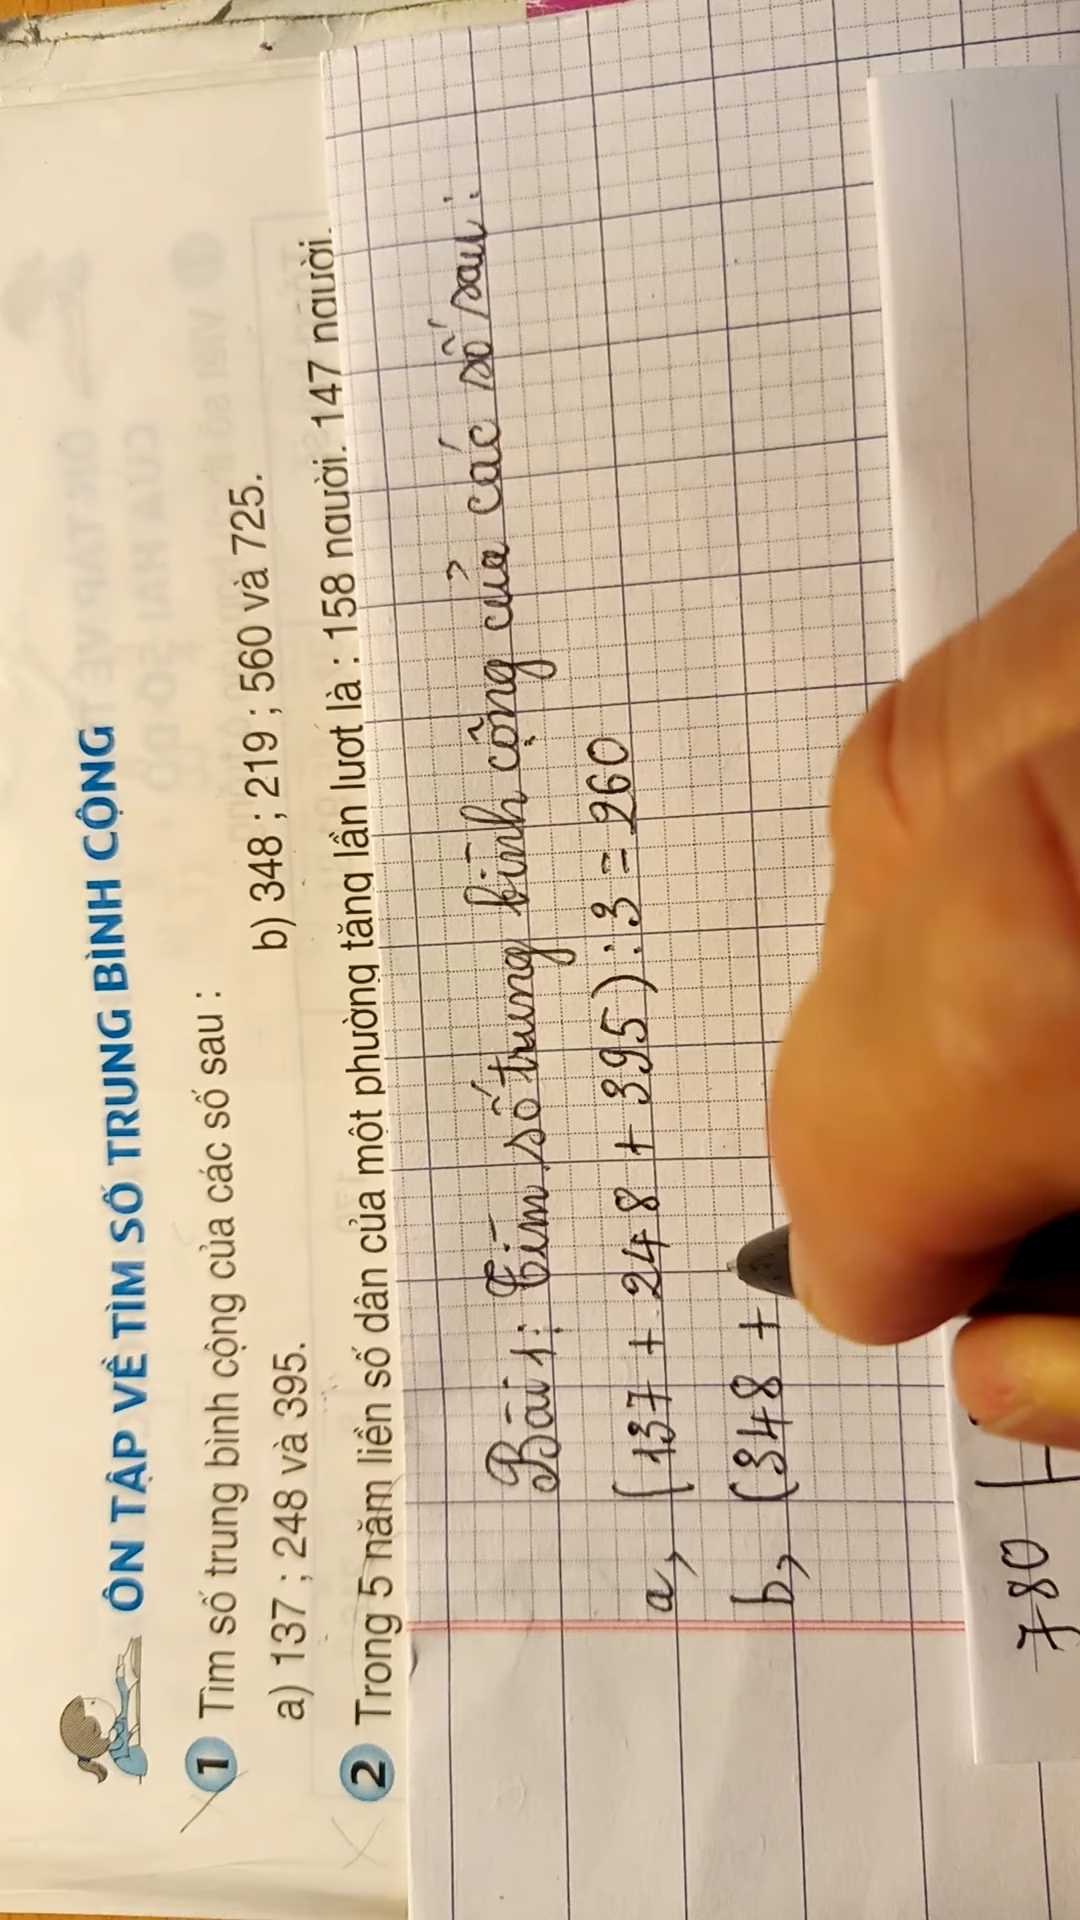 ÔN TẬP VỀ TÌM SỐ TRUNG BÌNH CỘNG
1 Tìm số trung bình cộng của các số sau :
a) 137 ; 248 và 395. b) 348 ; 219 ; 560 và 725.
2 Trong 5 năm liền số dân của một phường tăng lần lượt là : 158 người, 147 người,
Bài 1: Tìm số trung bình cộng của các số sau:
a, (137 + 248 + 395) : 3 = 260
b, (348 +
780